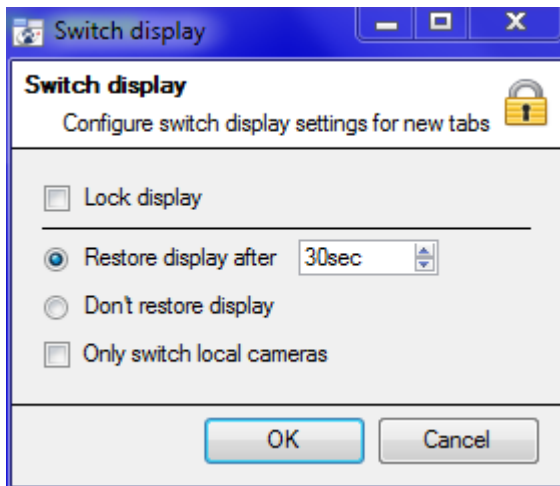 Switch display
Switch display
Configure switch display settings for new tabs
Lock display
Restore display after 30sec
Don't restore display
Only switch local cameras
OK Cancel